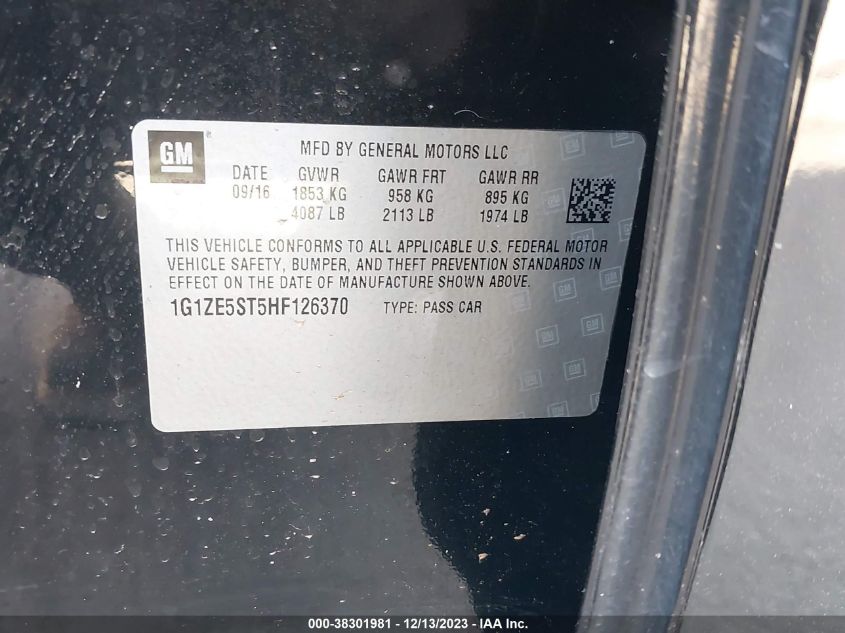 GM
MFD BY GENERAL MOTORS LLC
DATE GVWR GAWR FRT GAWR RR
09/16 1853 KG 958 KG 895 KG
4087 LB 2113 LB 1974 LB
THIS VEHICLE CONFORMS TO ALL APPLICABLE U.S. FEDERAL MOTOR
VEHICLE SAFETY, BUMPER, AND THEFT PREVENTION STANDARDS IN
EFFECT ON THE DATE OF MANUFACTURE SHOWN ABOVE.
1G1ZE5ST5HF126370 TYPE: PASS CAR
000-38301981 - 12/13/2023 - IAA Inc.